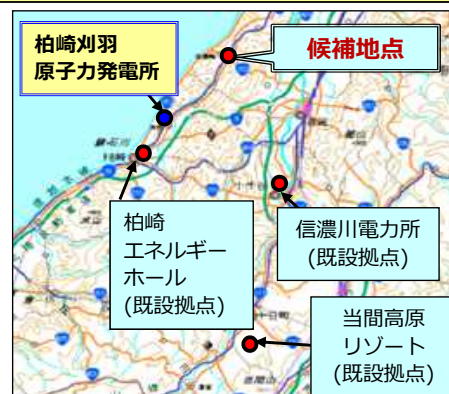 柏崎刈羽
原子力発電所
候補地点
柏崎
エネルギー
ホール
(既設拠点)
信濃川電力所
(既設拠点)
当間高原
リゾート
(既設拠点)